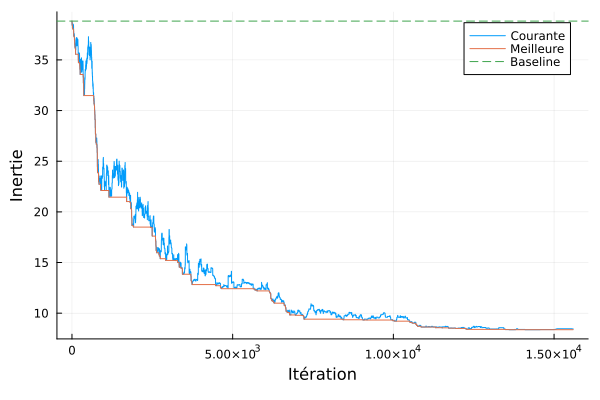 Courante
Meilleure
Baseline
35
30
25
20
15
10
Inertie
0
5.00×10³
1.00×10⁴
1.50×10⁴
Itération